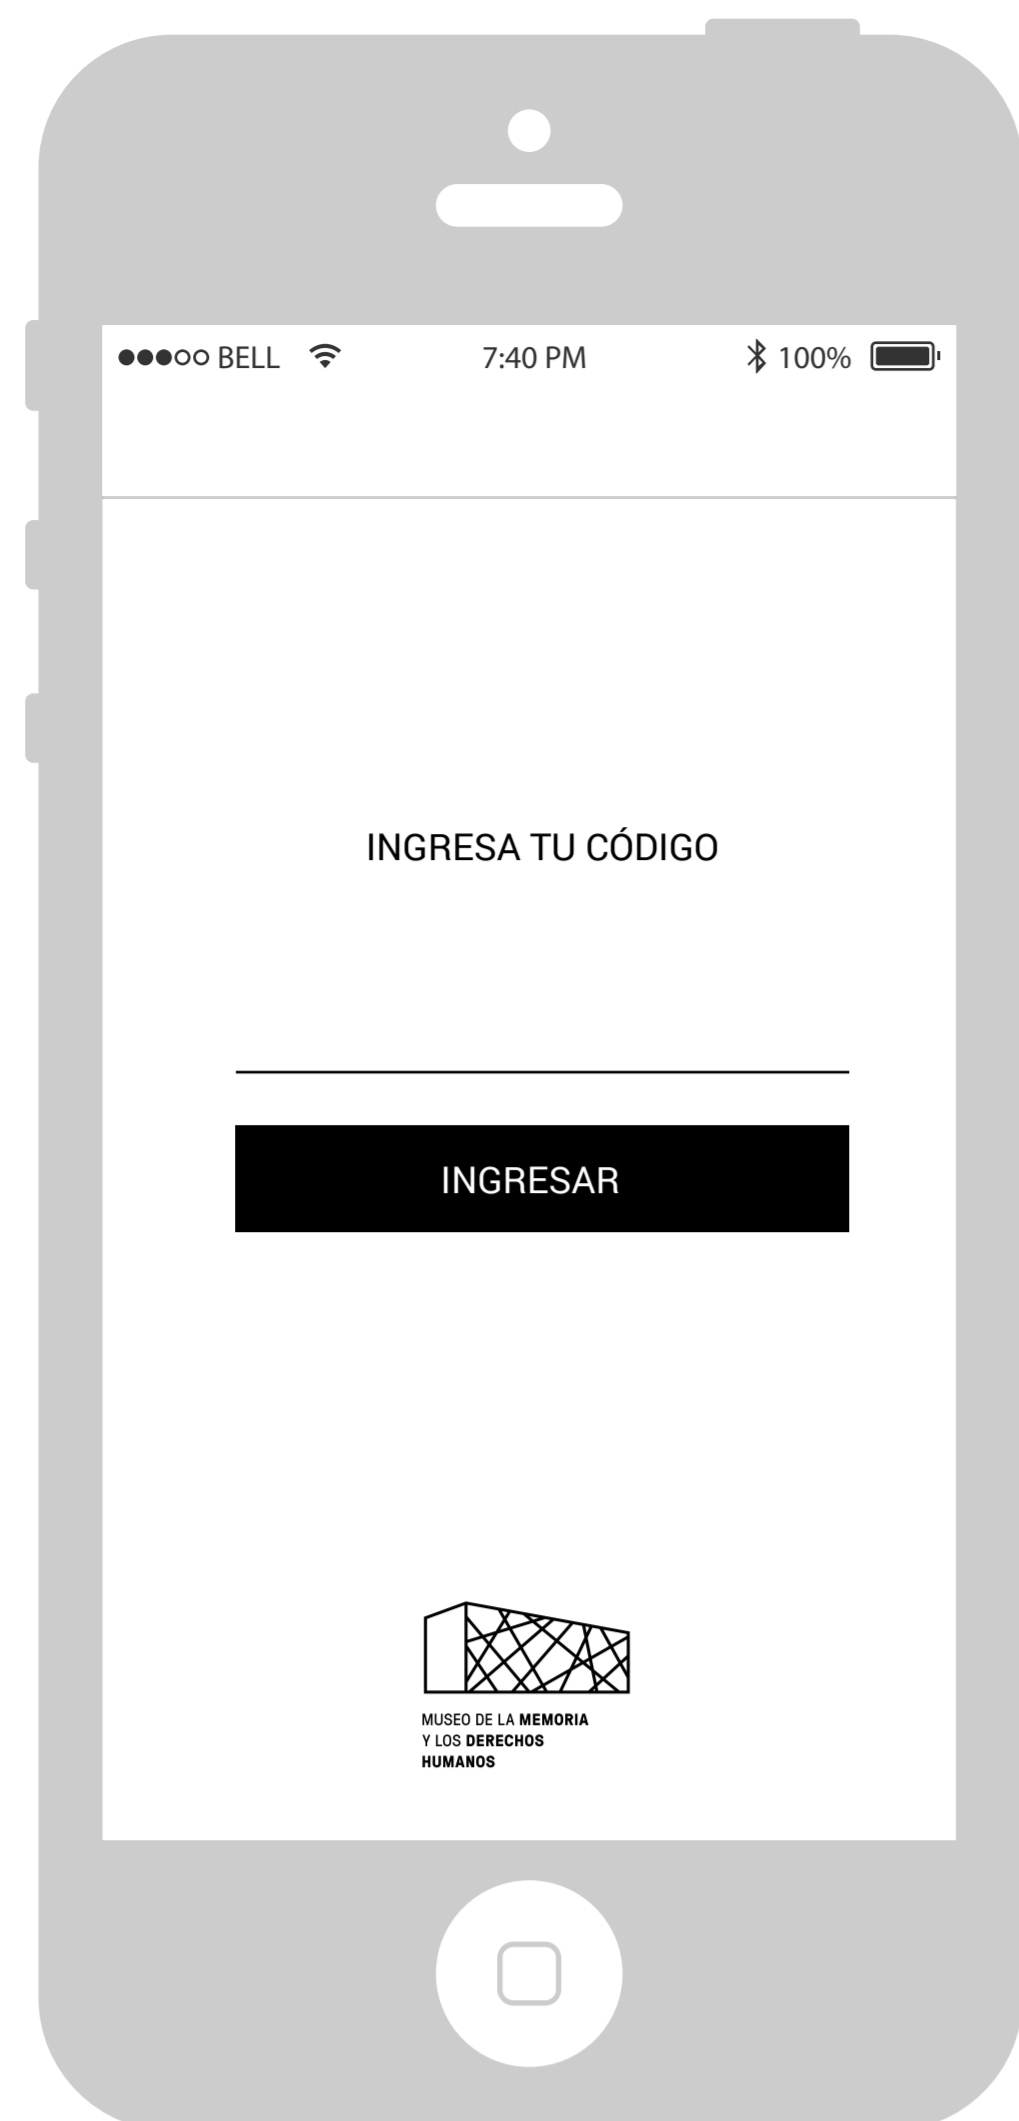 BELL 7:40 PM 100%
INGRESA TU CÓDIGO
INGRESAR
MUSEO DE LA MEMORIA
Y LOS DERECHOS
HUMANOS